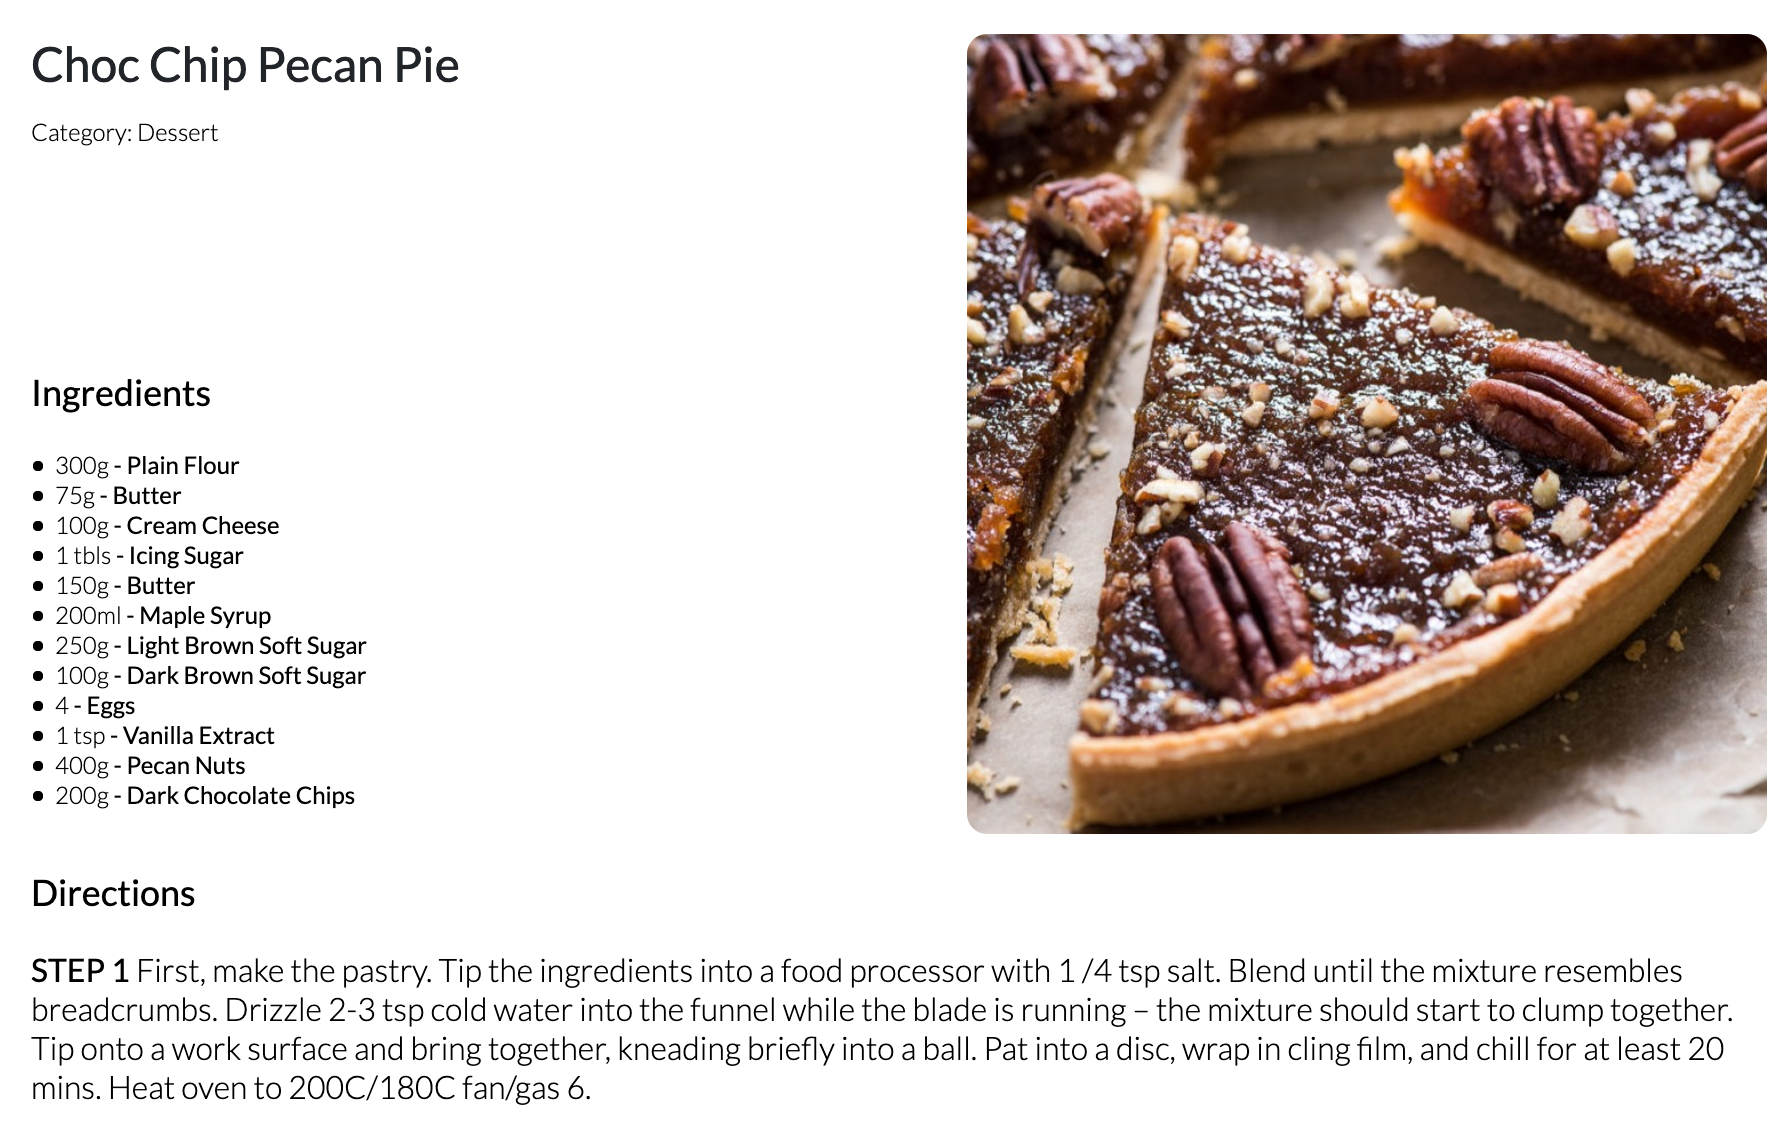 Choc Chip Pecan Pie
Category: Dessert
Ingredients
● 300g - Plain Flour
● 75g - Butter
● 100g - Cream Cheese
● 1 tbls - Icing Sugar
● 150g - Butter
● 200ml - Maple Syrup
● 250g - Light Brown Soft Sugar
● 100g - Dark Brown Soft Sugar
● 4 - Eggs
● 1 tsp - Vanilla Extract
● 400g - Pecan Nuts
● 200g - Dark Chocolate Chips
Directions
STEP 1 First, make the pastry. Tip the ingredients into a food processor with 1 /4 tsp salt. Blend until the mixture resembles
breadcrumbs. Drizzle 2-3 tsp cold water into the funnel while the blade is running – the mixture should start to clump together.
Tip onto a work surface and bring together, kneading briefly into a ball. Pat into a disc, wrap in cling film, and chill for at least 20
mins. Heat oven to 200C/180C fan/gas 6.